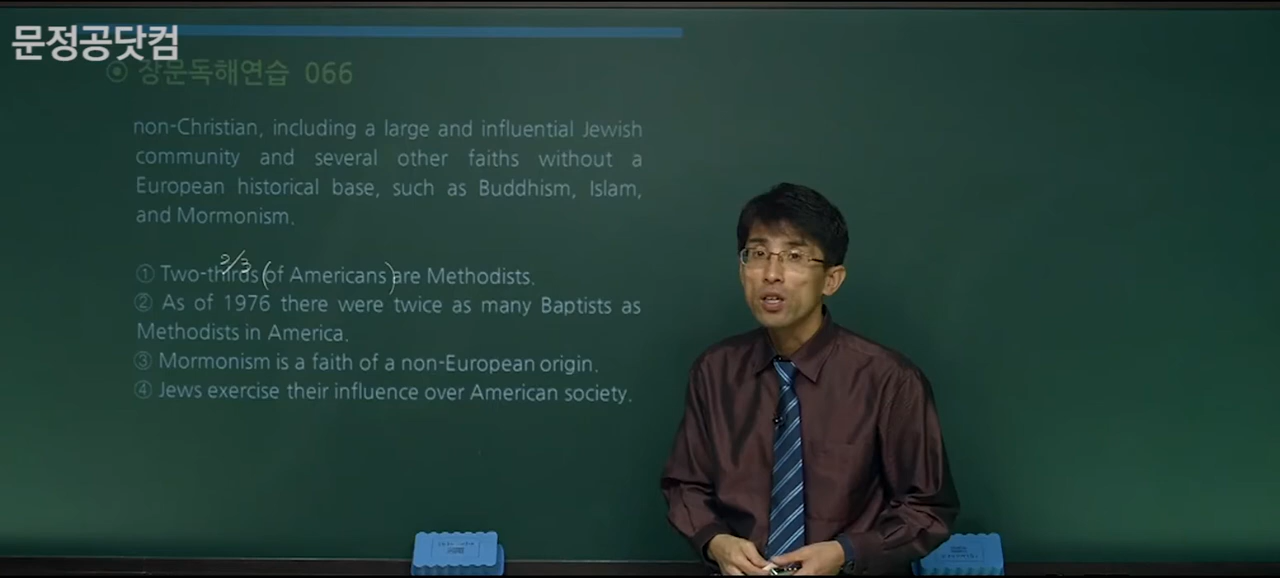 문정공닷컴
장문독해연습 066
non-Christian, including a large and influential Jewish
community and several other faiths without a
European historical base, such as Buddhism, Islam,
and Mormonism.
2/3
① Two-thirds (of Americans) are Methodists.
② As of 1976 there were twice as many Baptists as
Methodists in America.
③ Mormonism is a faith of a non-European origin.
④ Jews exercise their influence over American society.